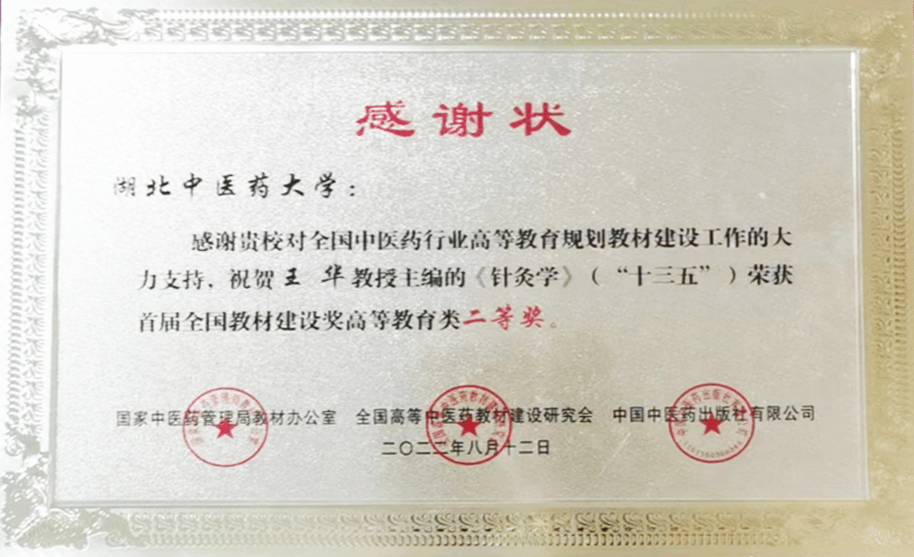 感谢状
湖北中医药大学：
感谢贵校对全国中医药行业高等教育规划教材建设工作的大
力支持，祝贺王 华教授主编的《针灸学》（“十三五”）荣获
首届全国教材建设奖高等教育类二等奖。
国家中医药管理局教材办公室 全国高等中医药教材建设研究会 中国中医药出版社有限公司
二〇二二年八月十二日